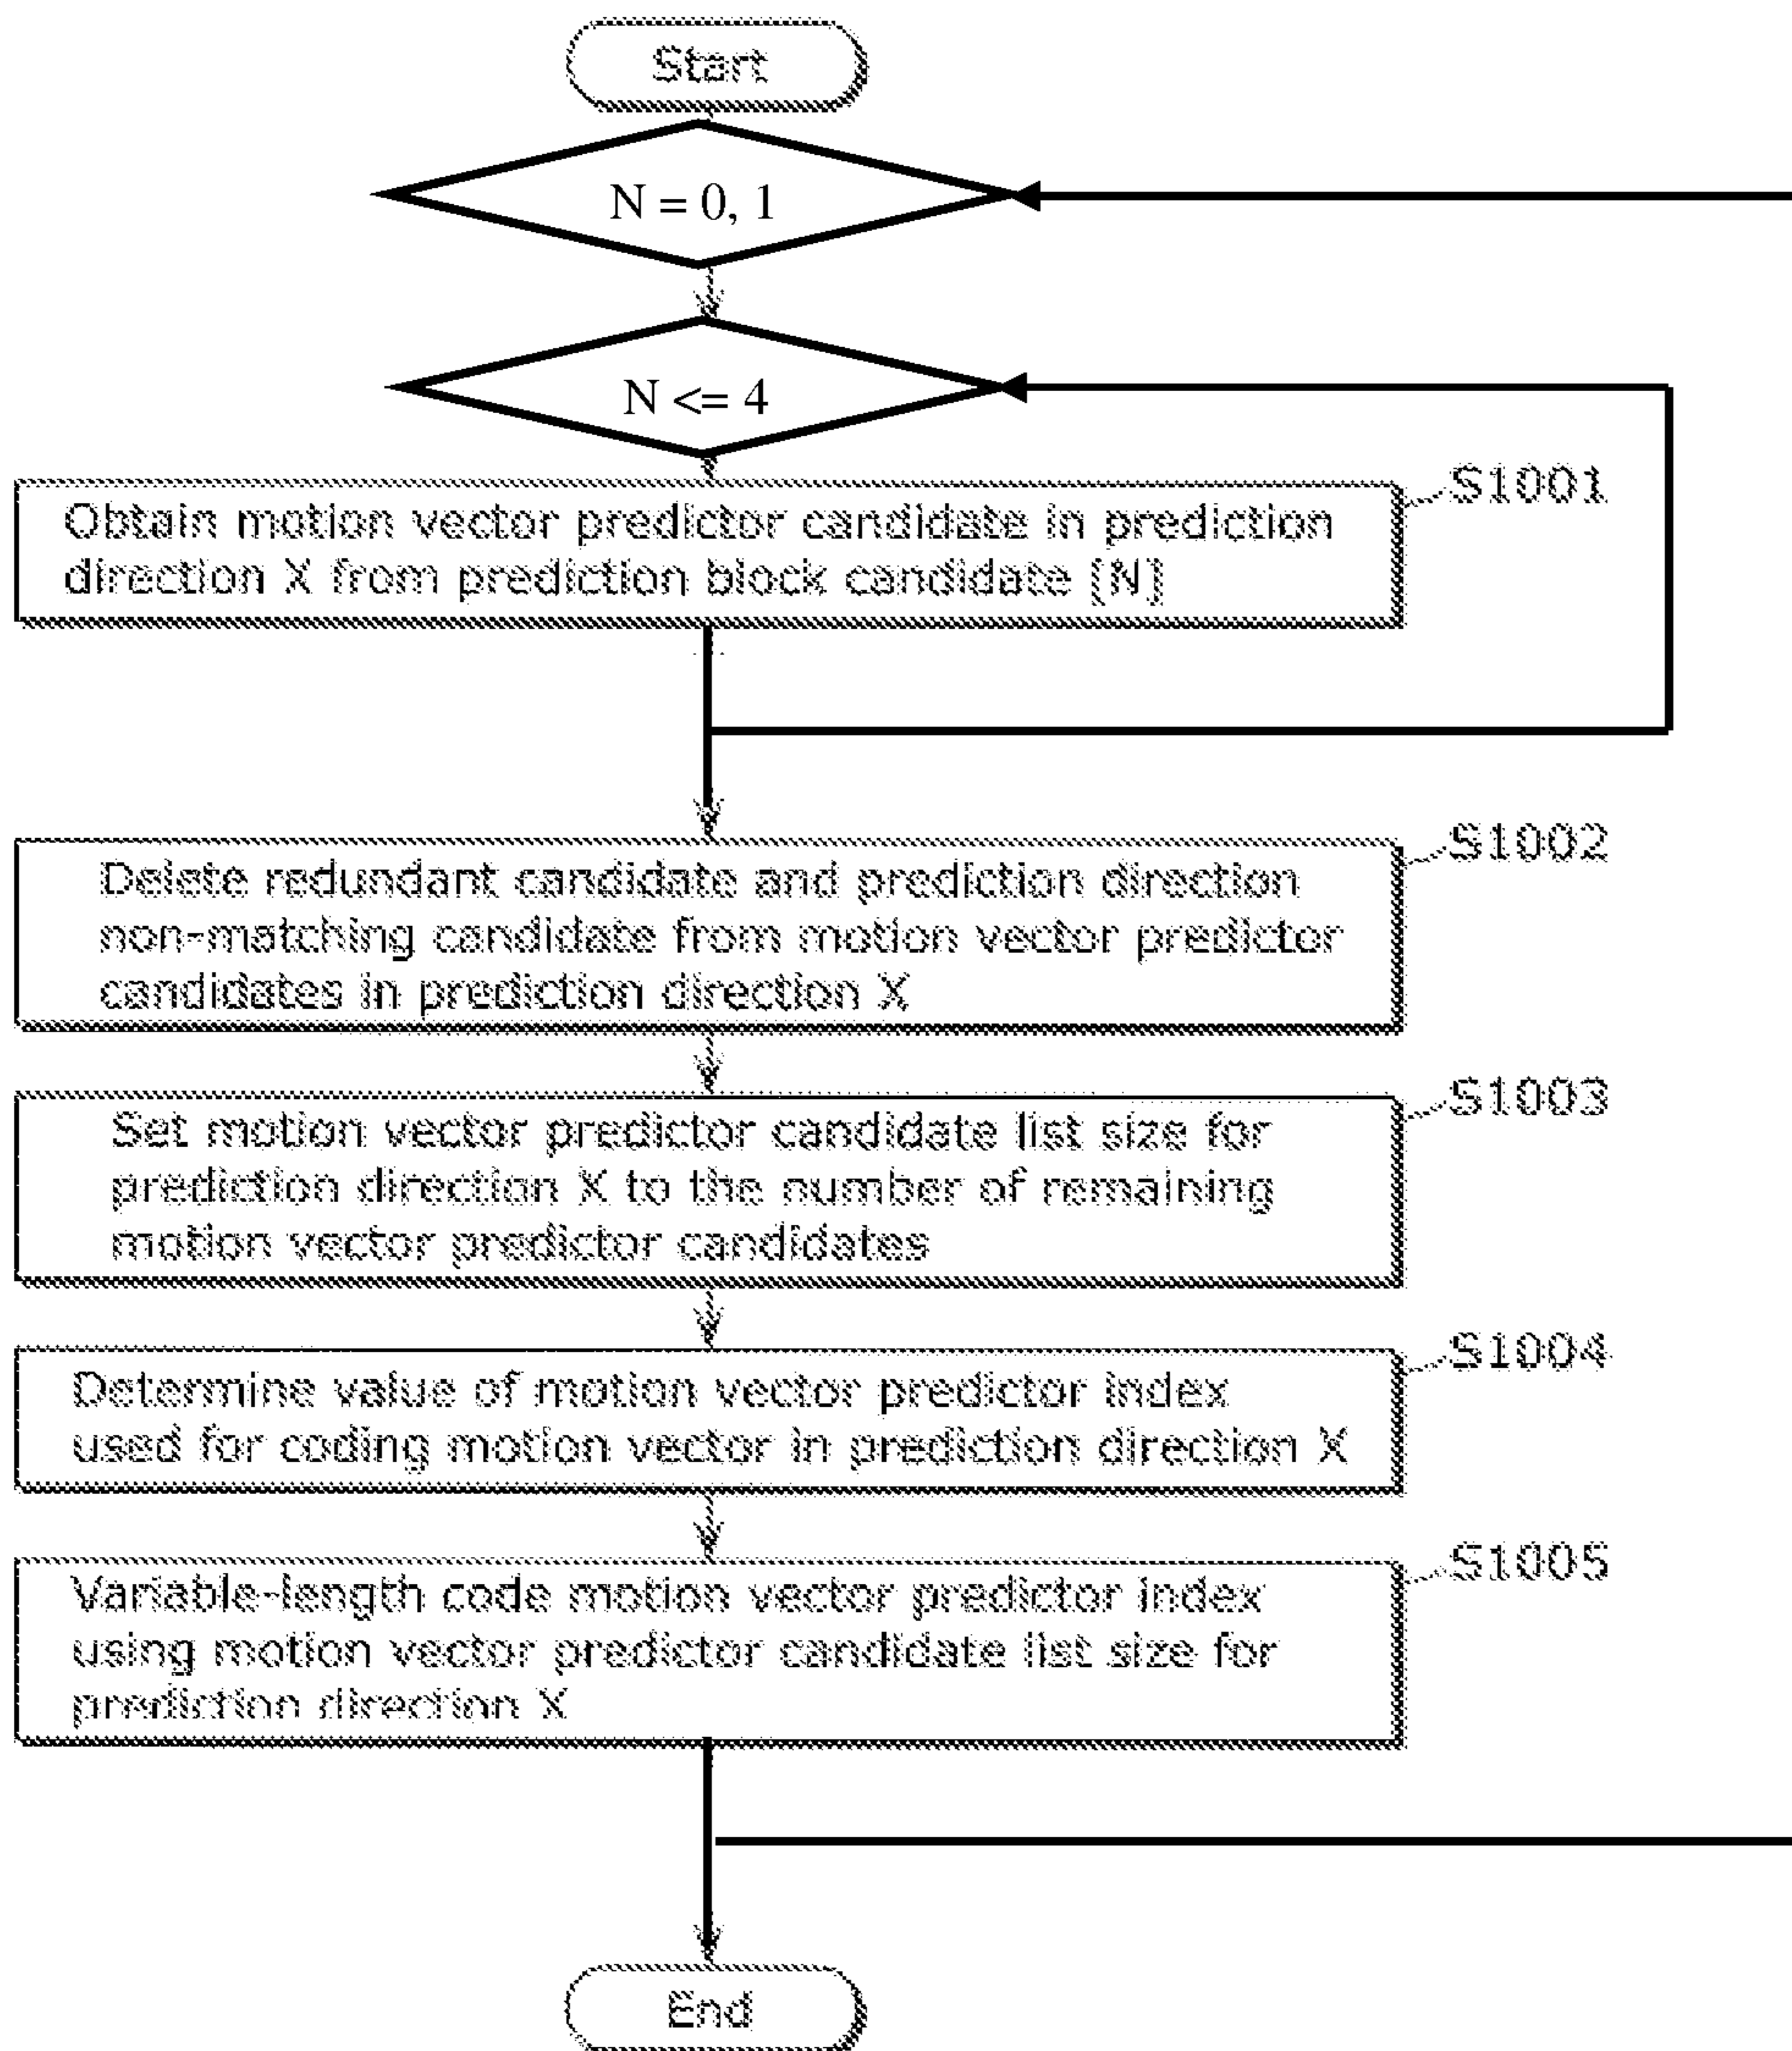 Start
N = 0, 1
N <= 4
S1001
Obtain motion vector predictor candidate in prediction
direction X from prediction block candidate [N]
S1002
Delete redundant candidate and prediction direction
non-matching candidate from motion vector predictor
candidates in prediction direction X
S1003
Set motion vector predictor candidate list size for
prediction direction X to the number of remaining
motion vector predictor candidates
S1004
Determine value of motion vector predictor index
used for coding motion vector in prediction direction X
S1005
Variable-length code motion vector predictor index
using motion vector predictor candidate list size for
prediction direction X
End